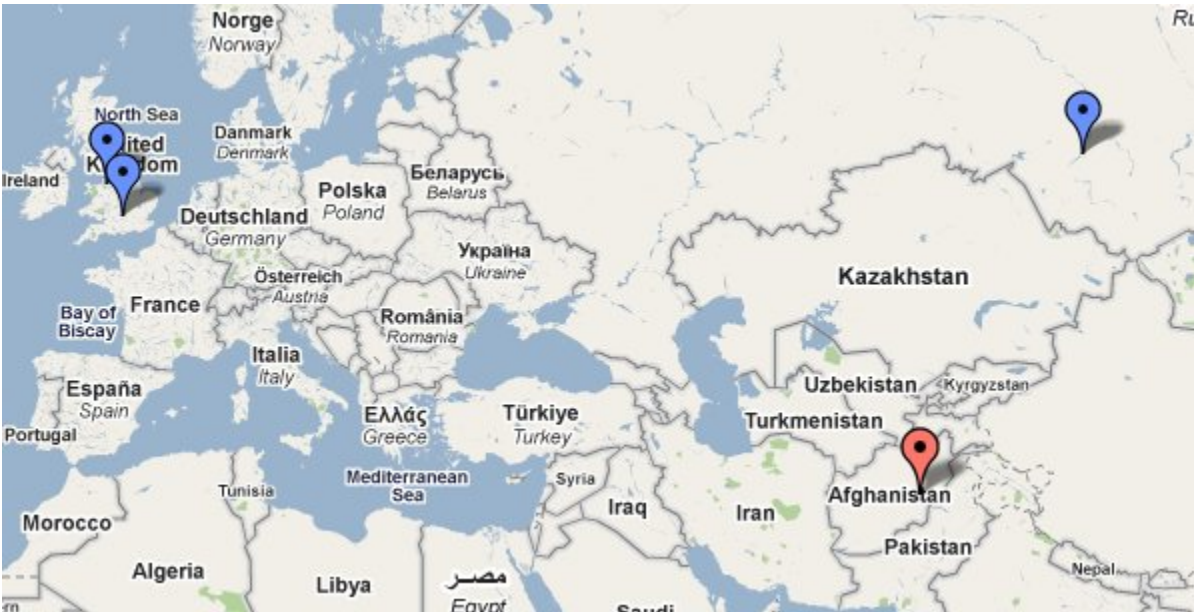 Norge
Norway
Ru
North Sea
United
Kingdom
Danmark
Denmark
Ireland
Беларусь
Belarus
Polska
Poland
Deutschland
Germany
Україна
Ukraine
Österreich
Austria
Kazakhstan
France
Bay of
Biscay
România
Romania
Italia
Italy
Uzbekistan
Kyrgyzstan
España
Spain
Ελλάς
Greece
Türkiye
Turkey
Turkmenistan
Portugal
Mediterranean
Sea
Tunisia
Syria
Afghanistan
Iraq
Iran
Morocco
Pakistan
Algeria
Libya
مصر
Egypt
Nepal
Saudi